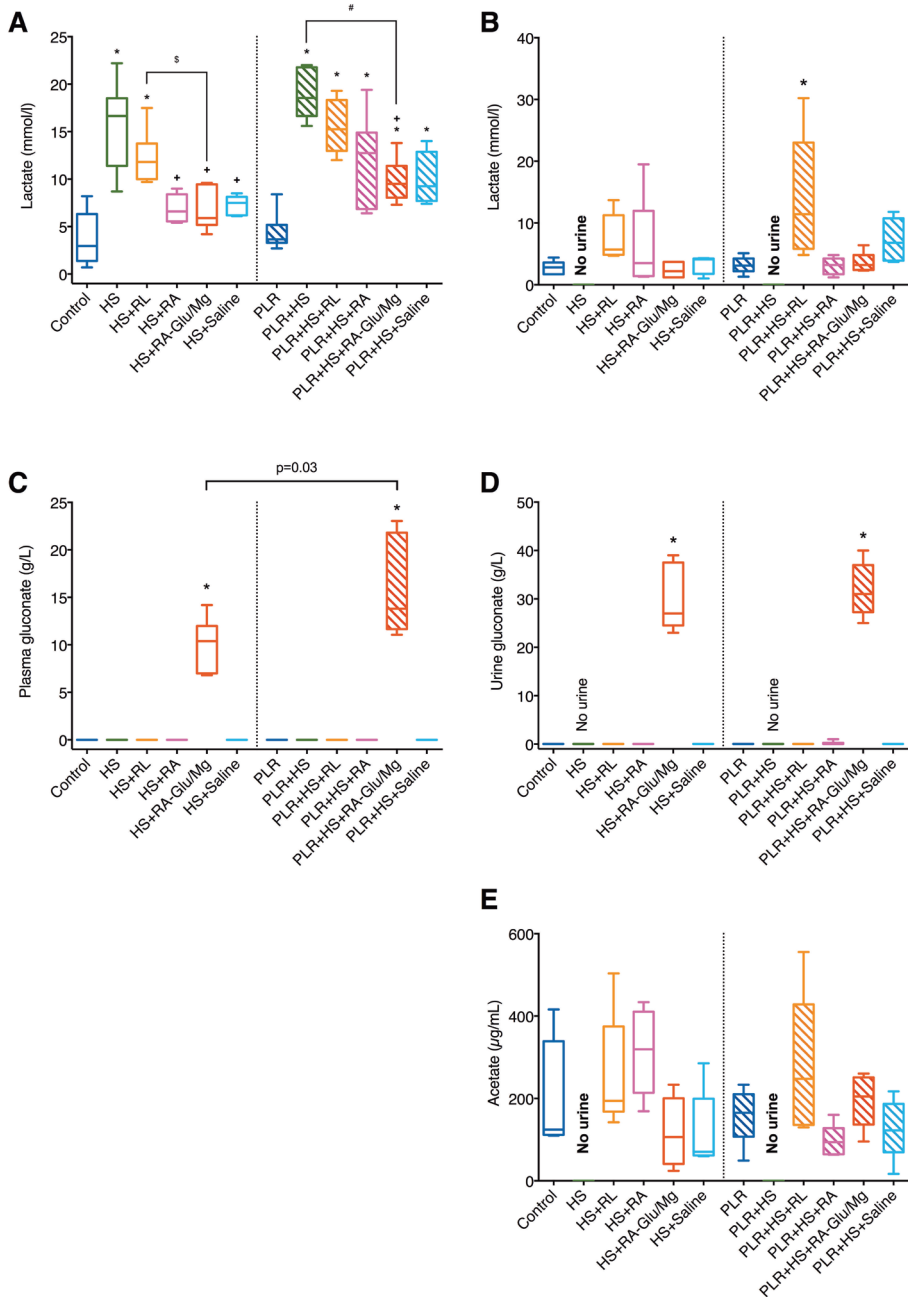 A
Lactate (mmol/l)
25
20
15
10
5
0
*
$
*
+
+
+
#
*
*
*
+
*
*
Control
HS
HS+RL
HS+RA
HS+RA-Glu/Mg
HS+Saline
PLR
PLR+HS
PLR+HS+RL
PLR+HS+RA
PLR+HS+RA-Glu/Mg
PLR+HS+Saline
B
Lactate (mmol/l)
40
30
20
10
0
No urine
No urine
*
Control
HS
HS+RL
HS+RA
HS+RA-Glu/Mg
HS+Saline
PLR
PLR+HS
PLR+HS+RL
PLR+HS+RA
PLR+HS+RA-Glu/Mg
PLR+HS+Saline
C
p=0.03
Plasma gluconate (g/L)
25
20
15
10
5
0
*
*
Control
HS
HS+RL
HS+RA
HS+RA-Glu/Mg
HS+Saline
PLR
PLR+HS
PLR+HS+RL
PLR+HS+RA
PLR+HS+RA-Glu/Mg
PLR+HS+Saline
D
Urine gluconate (g/L)
50
40
30
20
10
0
No urine
*
No urine
*
Control
HS
HS+RL
HS+RA
HS+RA-Glu/Mg
HS+Saline
PLR
PLR+HS
PLR+HS+RL
PLR+HS+RA
PLR+HS+RA-Glu/Mg
PLR+HS+Saline
E
Acetate (µg/mL)
600
400
200
0
No urine
No urine
Control
HS
HS+RL
HS+RA
HS+RA-Glu/Mg
HS+Saline
PLR
PLR+HS
PLR+HS+RL
PLR+HS+RA
PLR+HS+RA-Glu/Mg
PLR+HS+Saline